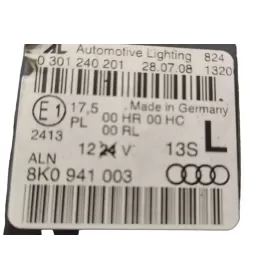 AL Automotive Lighting 824
0 301 240 201 28.07.08 1320
E1 17,5 Made in Germany
PL 00 HR 00 HC
2413 00 RL L
12 24 V 13S
ALN
8K0 941 003